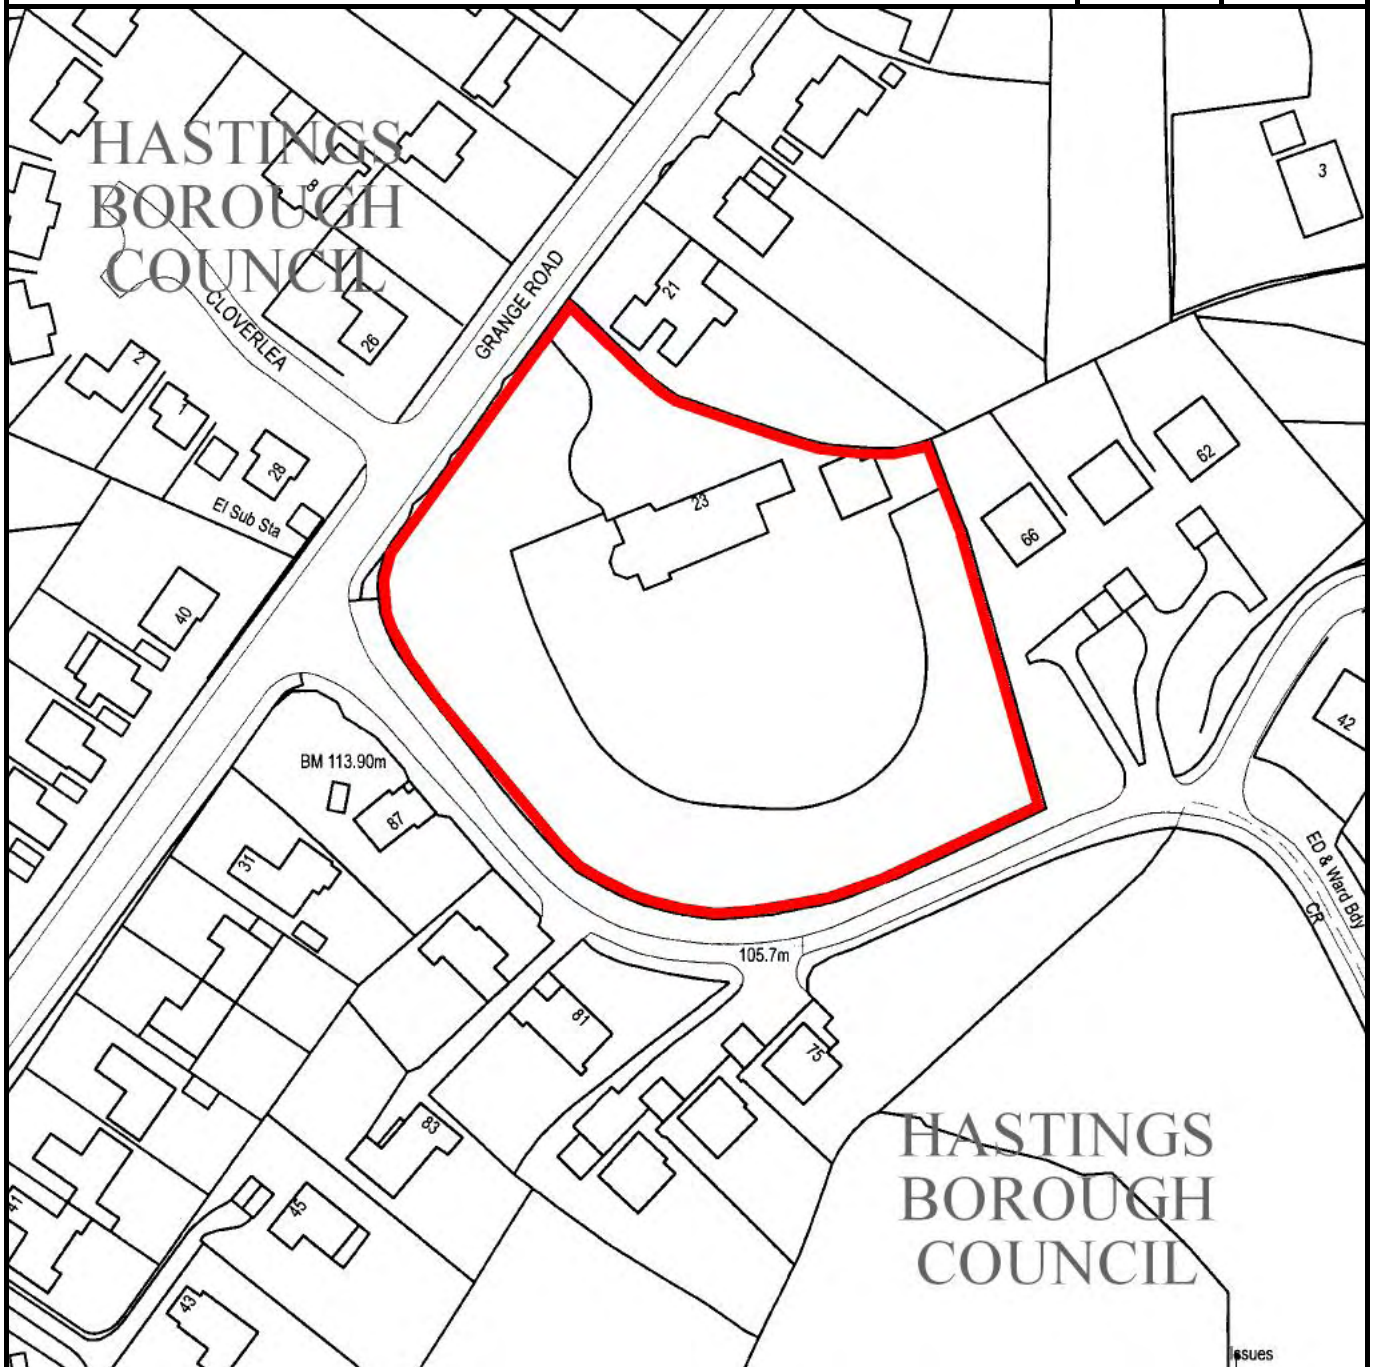 HASTINGS
BOROUGH
COUNCIL
8
3
GRANGE ROAD
21
CLOVERLEA
26
2
1
28
El Sub Sta
23
62
66
40
42
BM 113.90m
87
31
ED & Ward Bdy
CR
105.7m
81
75
83
HASTINGS
BOROUGH
COUNCIL
41
45
43
Issues